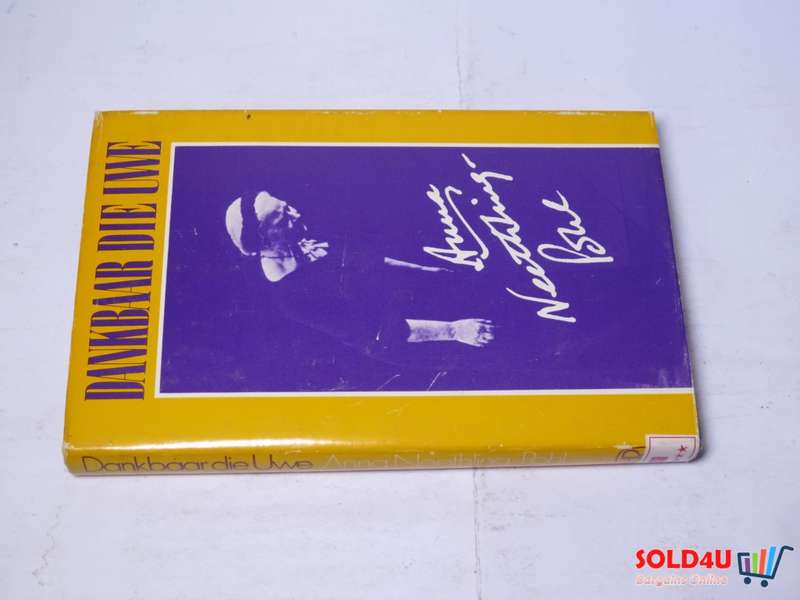 DANKBAAR DIE UWE
Anna
Neethling-
Pohl
Dankbaar die Uwe Anna Neethling-Pohl
SOLD4U
Bargains Online